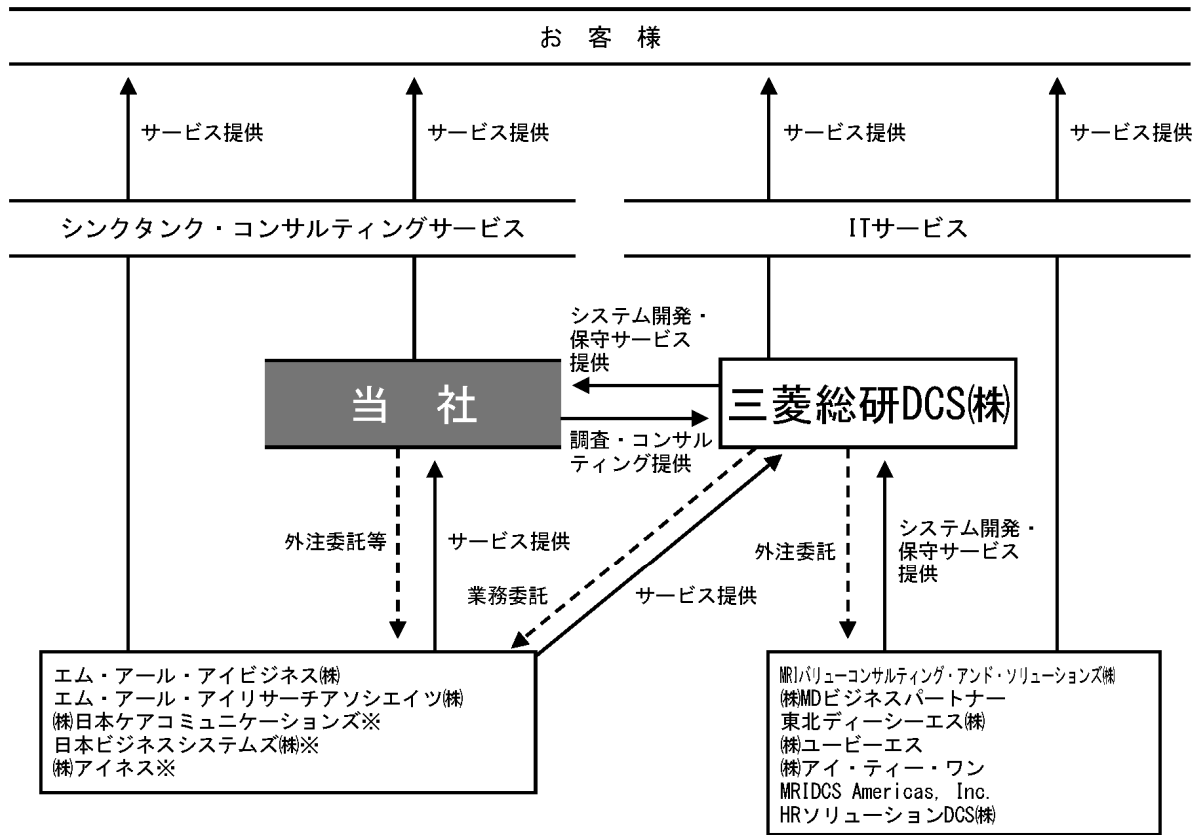 お 客 様
サービス提供
サービス提供
サービス提供
サービス提供
シンクタンク・コンサルティングサービス
ITサービス
システム開発・
保守サービス
提供
当 社
三菱総研DCS㈱
調査・コンサル
ティング提供
外注委託等
サービス提供
業務委託
サービス提供
外注委託
システム開発・
保守サービス
提供
エム・アール・アイビジネス㈱
エム・アール・アイリサーチアソシエイツ㈱
㈱日本ケアコミュニケーションズ※
日本ビジネスシステムズ㈱※
㈱アイネス※
MRIバリューコンサルティング・アンド・ソリューションズ㈱
㈱MDビジネスパートナー
東北ディーシーエス㈱
㈱ユービーエス
㈱アイ・ティー・ワン
MRIDCS Americas, Inc.
HRソリューションDCS㈱